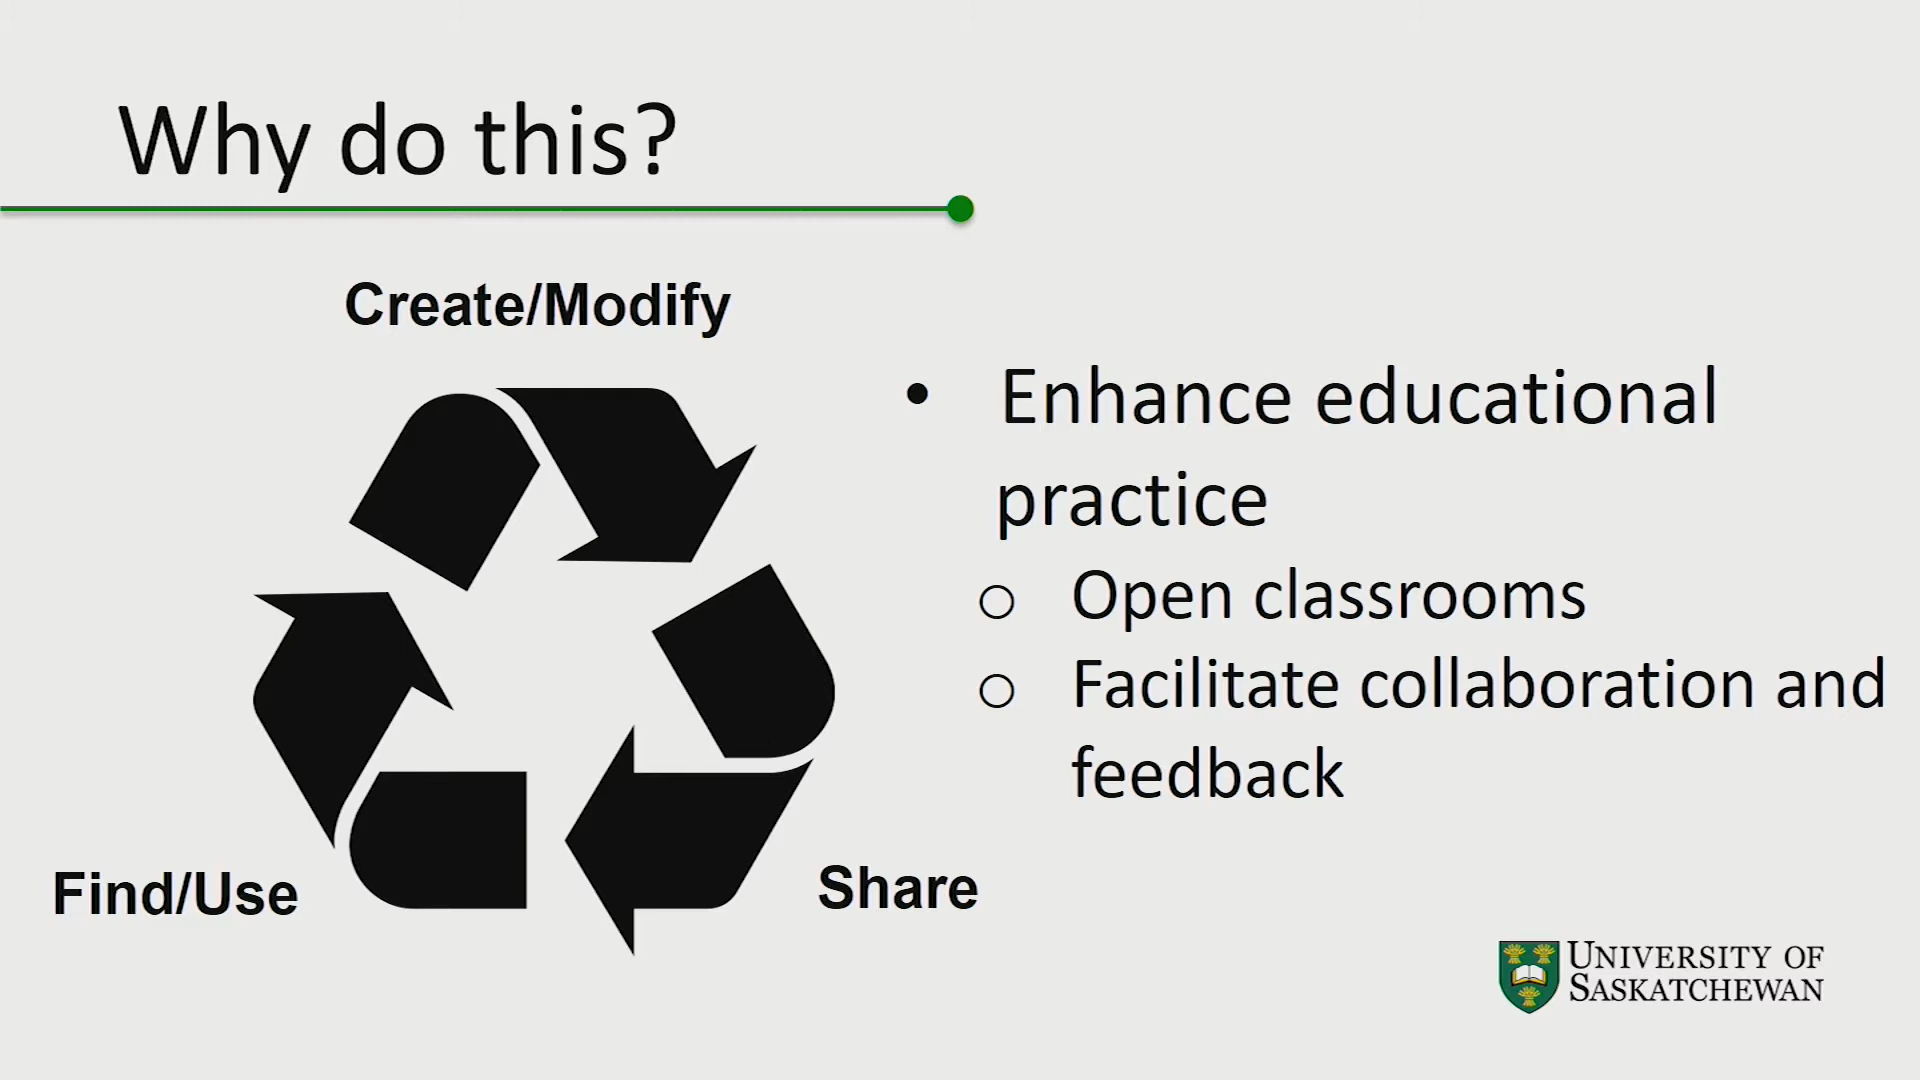 Why do this?
Create/Modify
Find/Use
Share
• Enhance educational
practice
o Open classrooms
o Facilitate collaboration and
feedback
UNIVERSITY OF
SASKATCHEWAN